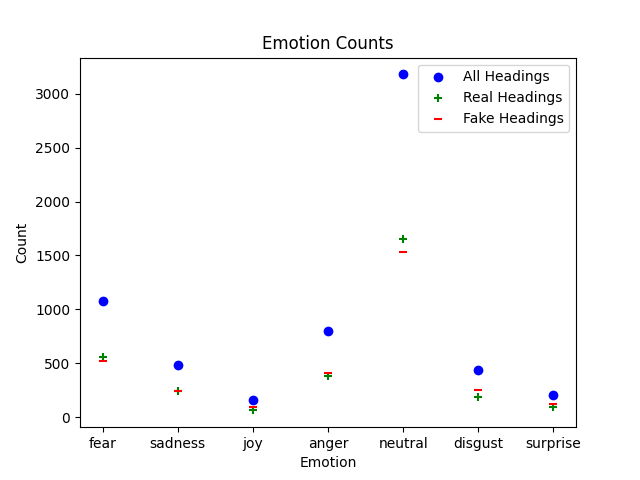 Emotion Counts
All Headings
Real Headings
Fake Headings
3000
2500
2000
1500
1000
500
0
Count
fear sadness joy anger neutral disgust surprise
Emotion